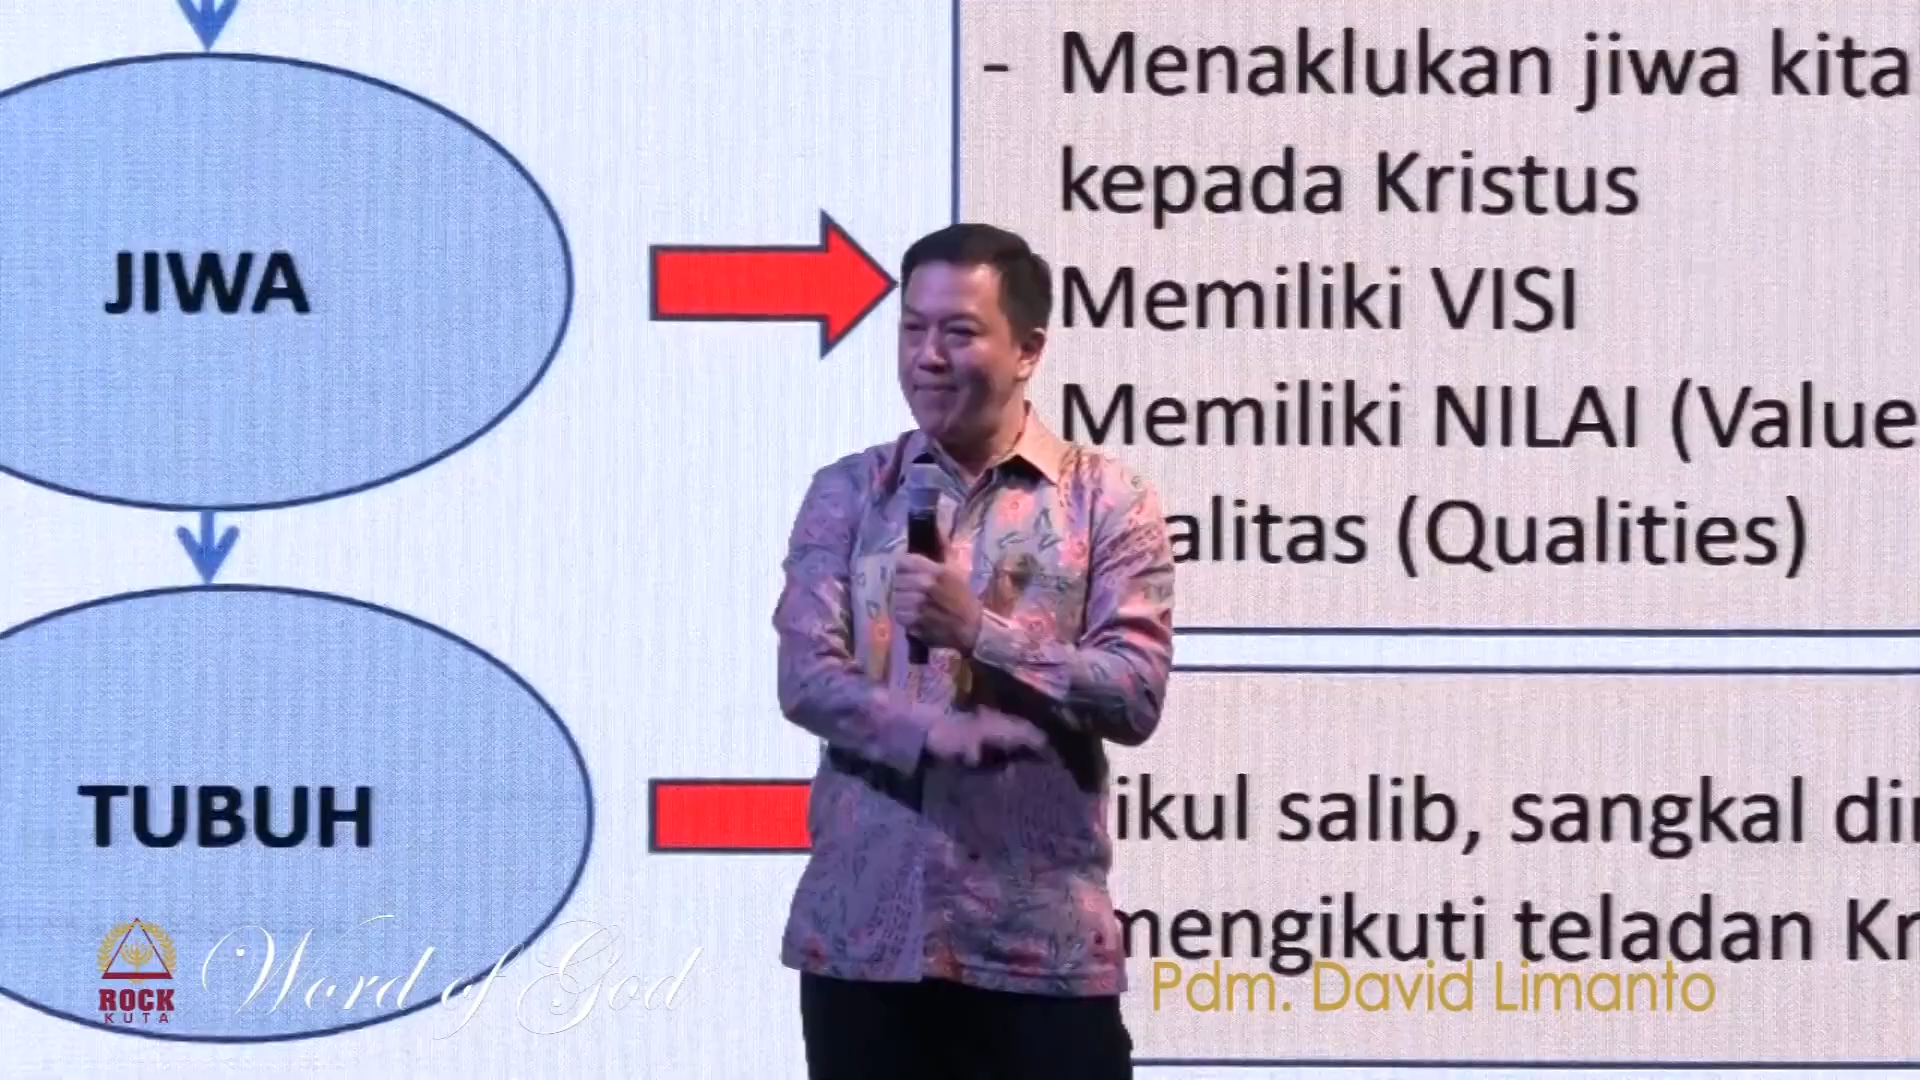 - Menaklukan jiwa kita
kepada Kristus
JIWA
Memiliki VISI
Memiliki NILAI (Value
alitas (Qualities)
TUBUH
ikul salib, sangkal dir
mengikuti teladan Kr
ROCK
KUTA
Word of God
Pdm. David Limanto